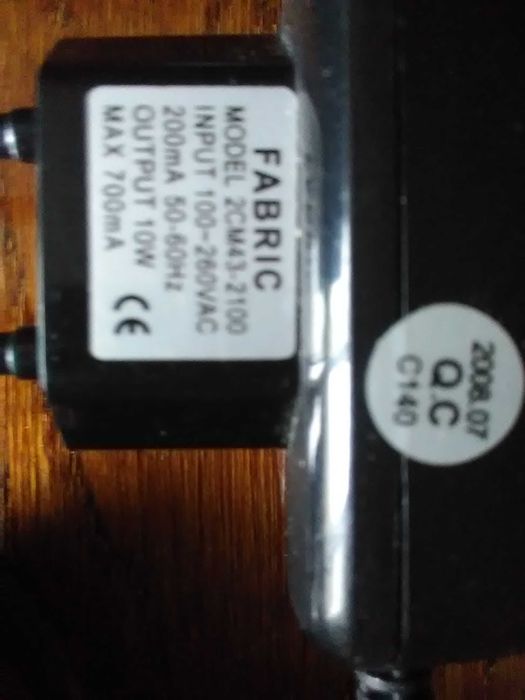 FABRIC
MODEL 2CM43-2100
INPUT 100~260VAC
200mA 50-60Hz
OUTPUT 10W
MAX 700mA
CE
2008.07
Q.C
C140